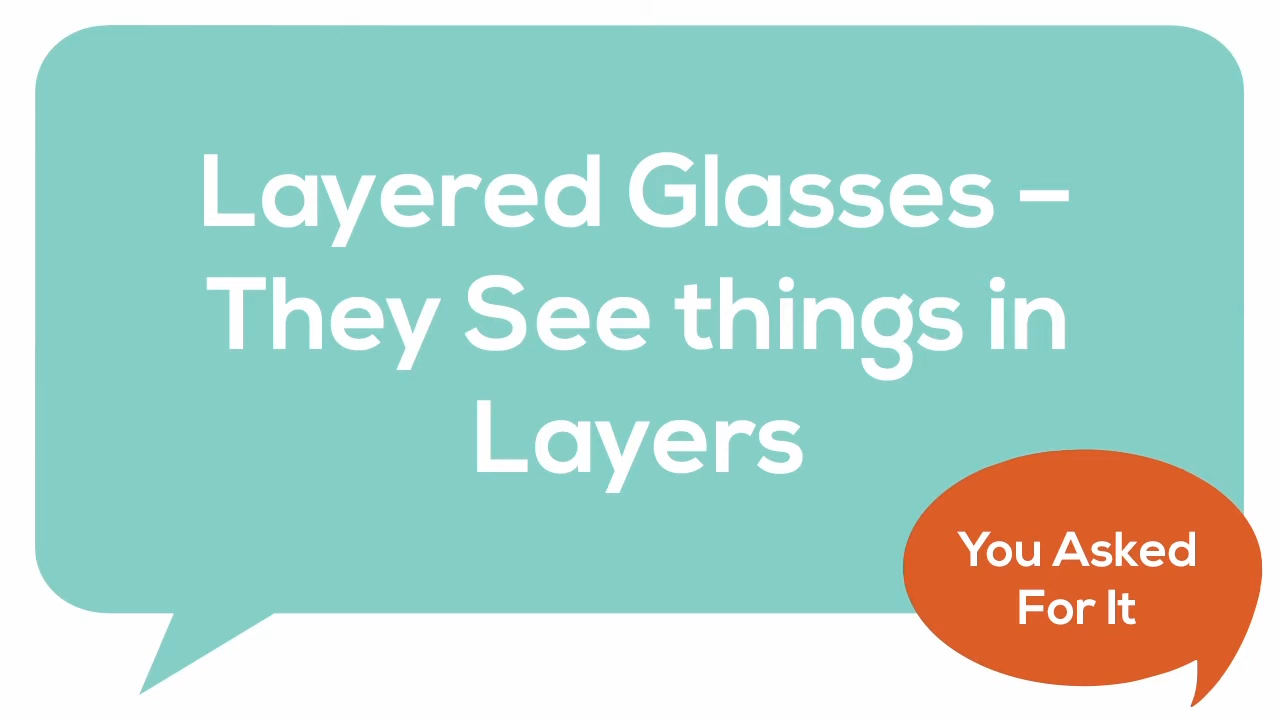 Layered Glasses –
They See things in
Layers
You Asked
For It